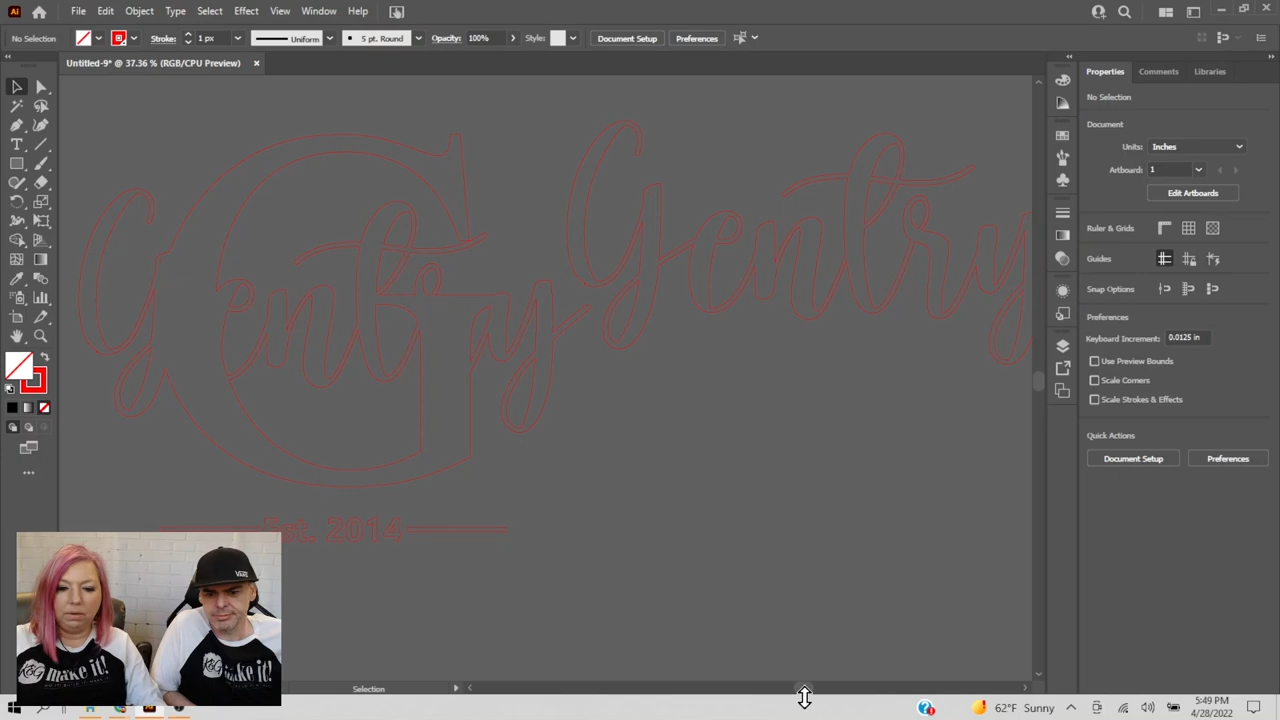 Ai File Edit Object Type Select Effect View Window Help
No Selection Stroke: 1 px Uniform 5 pt. Round Opacity: 100% Style: Document Setup Preferences
Untitled-9* @ 37.36 % (RGB/CPU Preview) ×
Properties Comments Libraries
No Selection
Document
Units: Inches
Artboard: 1
Edit Artboards
Ruler & Grids
Guides
Snap Options
Preferences
Keyboard Increment: 0.0125 in
Use Preview Bounds
Scale Corners
Scale Strokes & Effects
Quick Actions
Document Setup Preferences
G
Gentry Gentry
Est. 2014
VANS
K&G make it!
K&G make it!
Selection
62°F Sunny
5:49 PM
4/28/2022